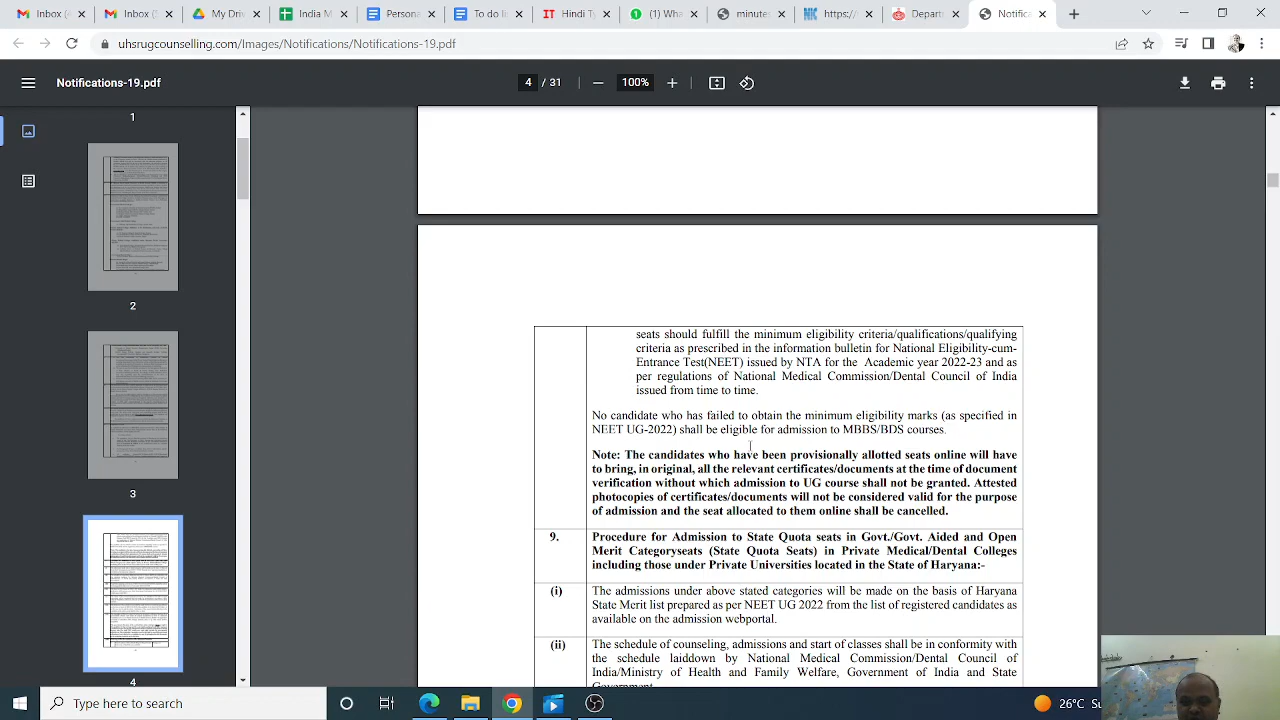 Inbox (
Inbox (
My Driv
India M
Persona
To do li
Hindi Ty
(1) Wha
minute
https:/
Departr
Notifica
uhsrugcounselling.com/Images/Notifications/Notifications-19.pdf
Notifications-19.pdf
4 / 31
100%
1
2
3
4
seats should fulfill the minimum eligibility criteria/qualifications/qualifying
criteria as prescribed in the information bulletin for National Eligibility-cum-
Entrance Test(NEET) issued by NTA for the Academic year 2022-23 and as
per regulations of National Medical Commission/Dental Council of India
issued from time to time.
No candidate who has failed to obtain the minimum eligibility marks (as specified in
NEET UG-2022) shall be eligible for admission to MBBS/BDS courses.
Note: The candidates who have been provisionally allotted seats online will have
to bring, in original, all the relevant certificates/documents at the time of document
verification without which admission to UG course shall not be granted. Attested
photocopies of certificates/documents will not be considered valid for the purpose
of admission and the seat allocated to them online shall be cancelled.
9. Procedure for Admission to State Quota seats in Govt./Govt. Aided and Open
Merit Categoryseats (State Quota Seats) in Private Medical/Dental Colleges
including those under Private Universities located in the State of Haryana:-
(i) The admissions under above stated categories will be made on the basis of Haryana
State Merit list prepared as per NEET UG 2022 from the list of registered candidates as
available on the admission webportal.
(ii) The schedule of counseling, admissions and start of classes shall be in conformity with
the schedule laiddown by National Medical Commission/Dental Council of
India/Ministry of Health and Family Welfare, Government of India and State
Government
Type here to search
26°C SU